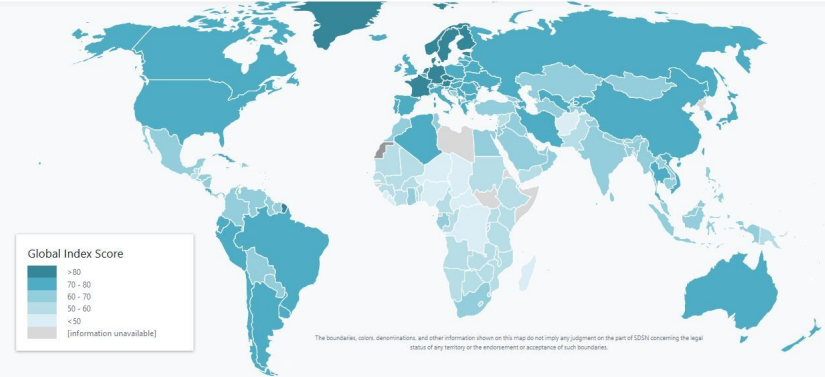 Global Index Score
>80
70 - 80
60 - 70
50 - 60
<50
[information unavailable]
The boundaries, colors, denominations, and other information shown on this map do not imply any judgment on the part of SDSN concerning the legal
status of any territory or the endorsement or acceptance of such boundaries.